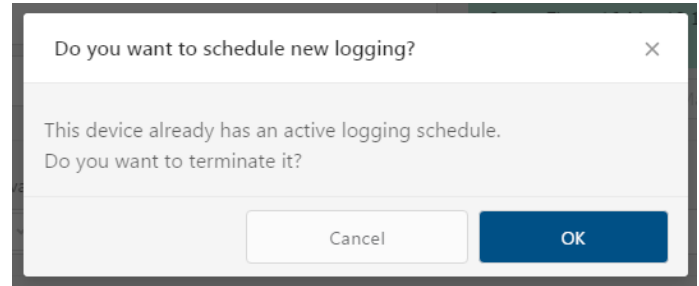 Do you want to schedule new logging?
This device already has an active logging schedule.
Do you want to terminate it?
Cancel
OK